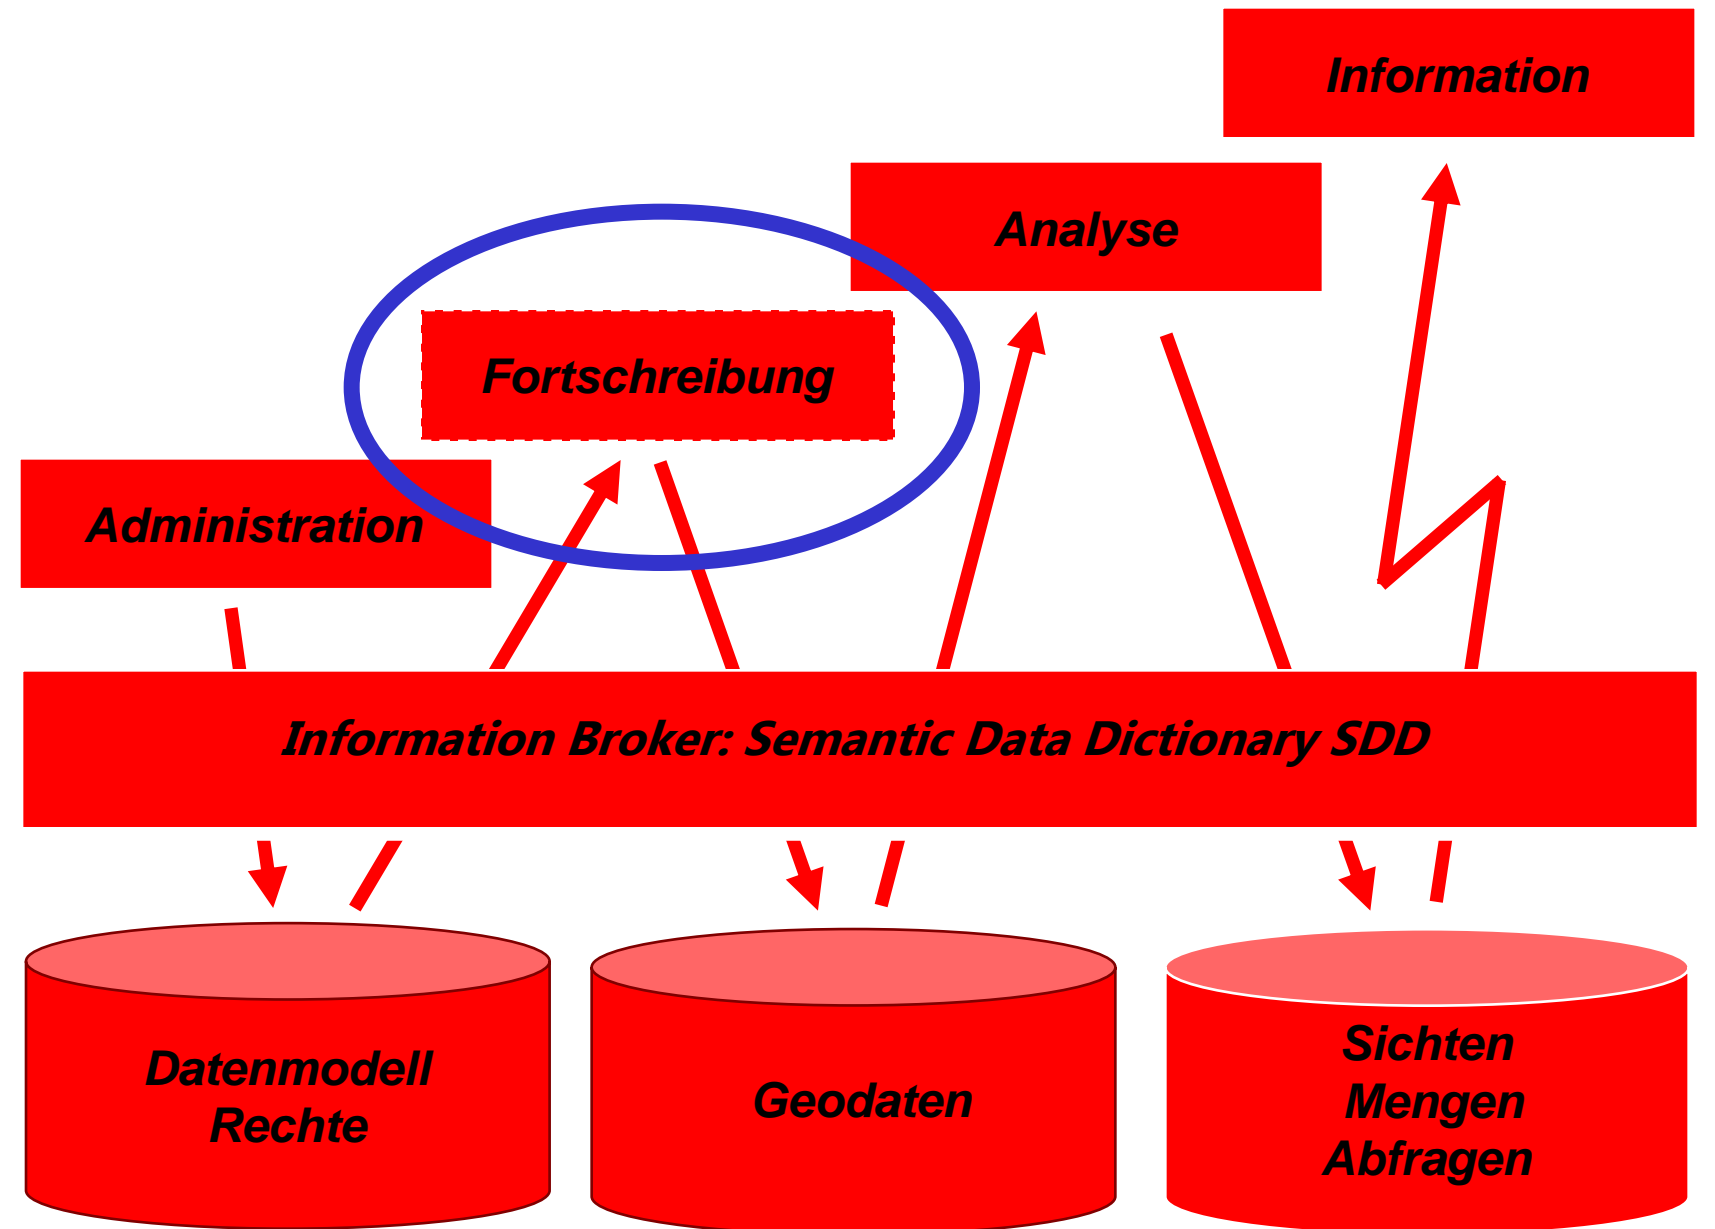 Information
Analyse
Fortschreibung
Administration
Information Broker: Semantic Data Dictionary SDD
Datenmodell
Rechte
Geodaten
Sichten
Mengen
Abfragen